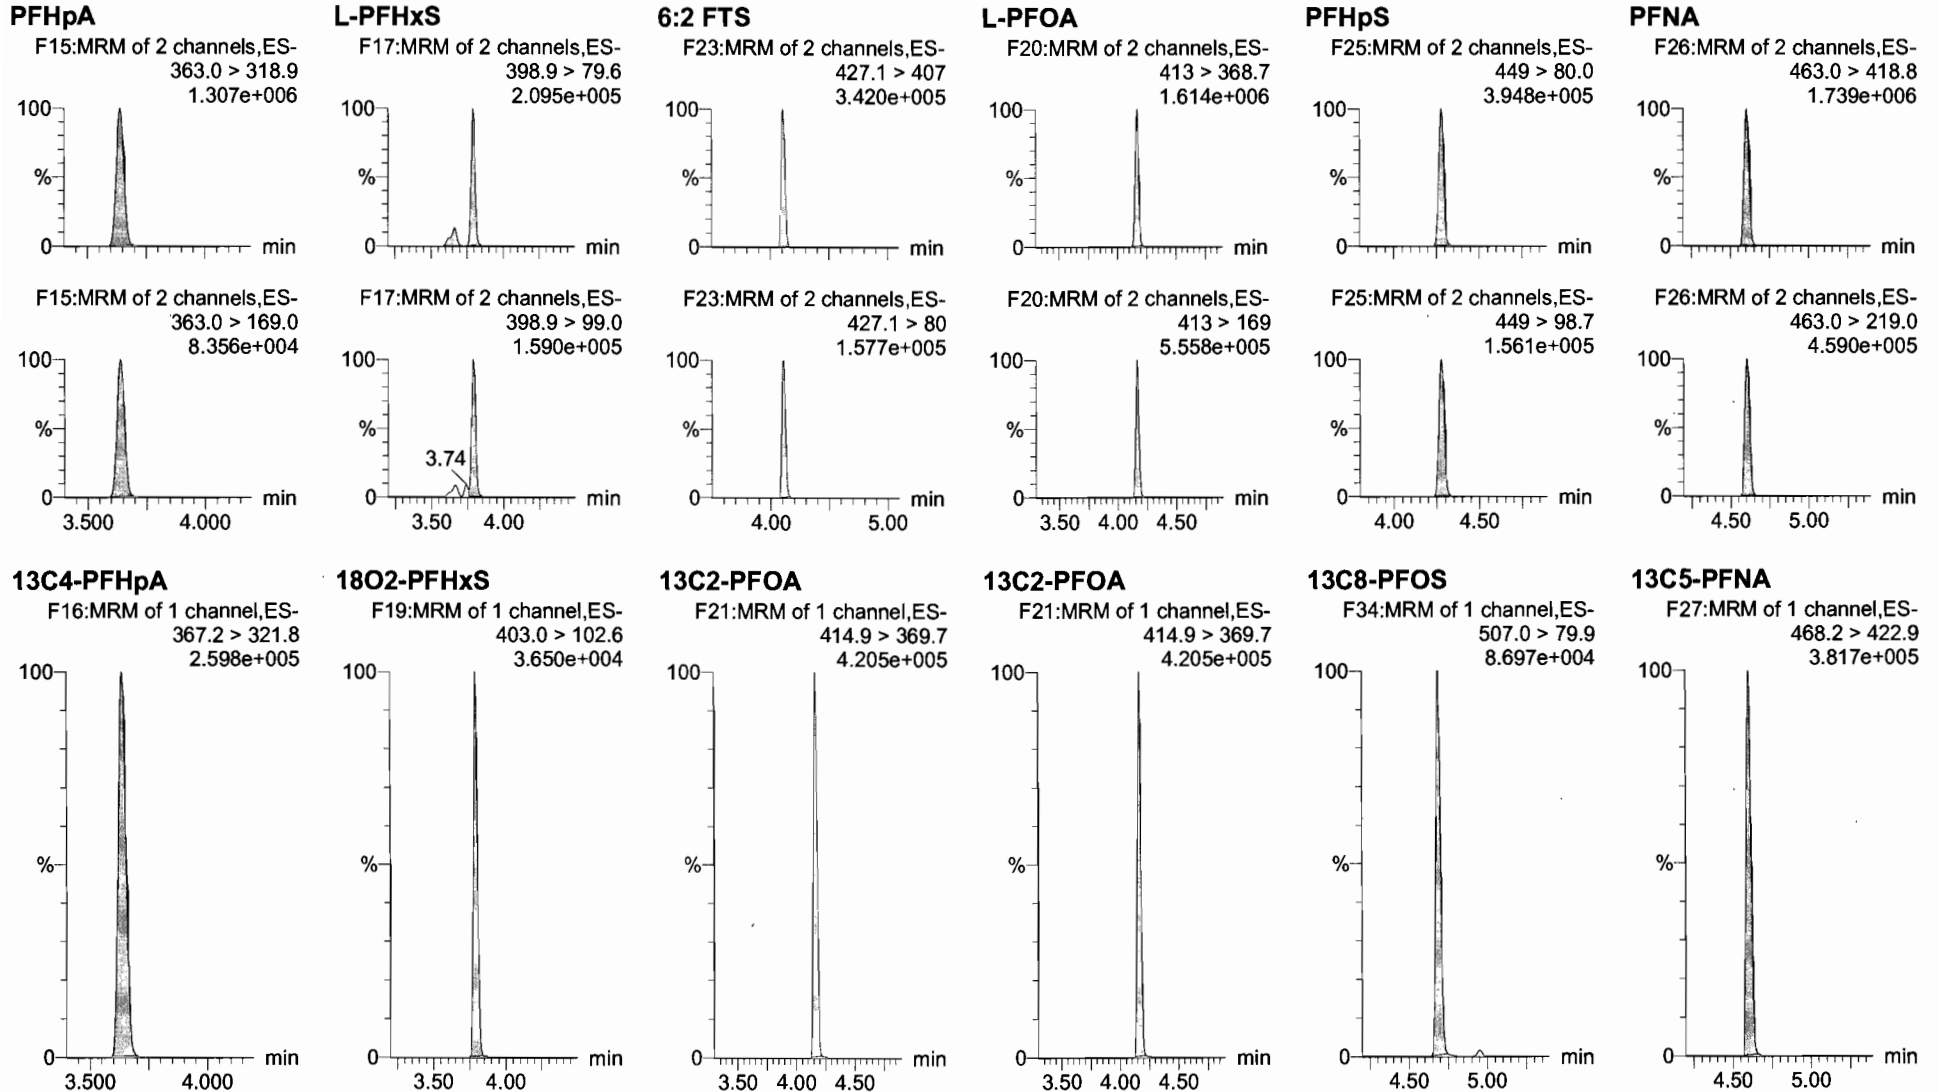 PFHpA
F15:MRM of 2 channels,ES-
363.0 > 318.9
1.307e+006
100
%
0
min
F15:MRM of 2 channels,ES-
363.0 > 169.0
8.356e+004
100
%
0
min
3.500 4.000
L-PFHxS
F17:MRM of 2 channels,ES-
398.9 > 79.6
2.095e+005
100
%
0
min
F17:MRM of 2 channels,ES-
398.9 > 99.0
1.590e+005
100
%
3.74
0
min
3.50 4.00
6:2 FTS
F23:MRM of 2 channels,ES-
427.1 > 407
3.420e+005
100
%
0
min
F23:MRM of 2 channels,ES-
427.1 > 80
1.577e+005
100
%
0
min
4.00 5.00
L-PFOA
F20:MRM of 2 channels,ES-
413 > 368.7
1.614e+006
100
%
0
min
F20:MRM of 2 channels,ES-
413 > 169
5.558e+005
100
%
0
min
3.50 4.00 4.50
PFHpS
F25:MRM of 2 channels,ES-
449 > 80.0
3.948e+005
100
%
0
min
F25:MRM of 2 channels,ES-
449 > 98.7
1.561e+005
100
%
0
min
4.00 4.50
PFNA
F26:MRM of 2 channels,ES-
463.0 > 418.8
1.739e+006
100
%
0
min
F26:MRM of 2 channels,ES-
463.0 > 219.0
4.590e+005
100
%
0
min
4.50 5.00
13C4-PFHpA
F16:MRM of 1 channel,ES-
367.2 > 321.8
2.598e+005
100
%
0
min
3.500 4.000
18O2-PFHxS
F19:MRM of 1 channel,ES-
403.0 > 102.6
3.650e+004
100
%
0
min
3.50 4.00
13C2-PFOA
F21:MRM of 1 channel,ES-
414.9 > 369.7
4.205e+005
100
%
0
min
3.50 4.00 4.50
13C2-PFOA
F21:MRM of 1 channel,ES-
414.9 > 369.7
4.205e+005
100
%
0
min
3.50 4.00 4.50
13C8-PFOS
F34:MRM of 1 channel,ES-
507.0 > 79.9
8.697e+004
100
%
0
min
4.50 5.00
13C5-PFNA
F27:MRM of 1 channel,ES-
468.2 > 422.9
3.817e+005
100
%
0
min
4.50 5.00